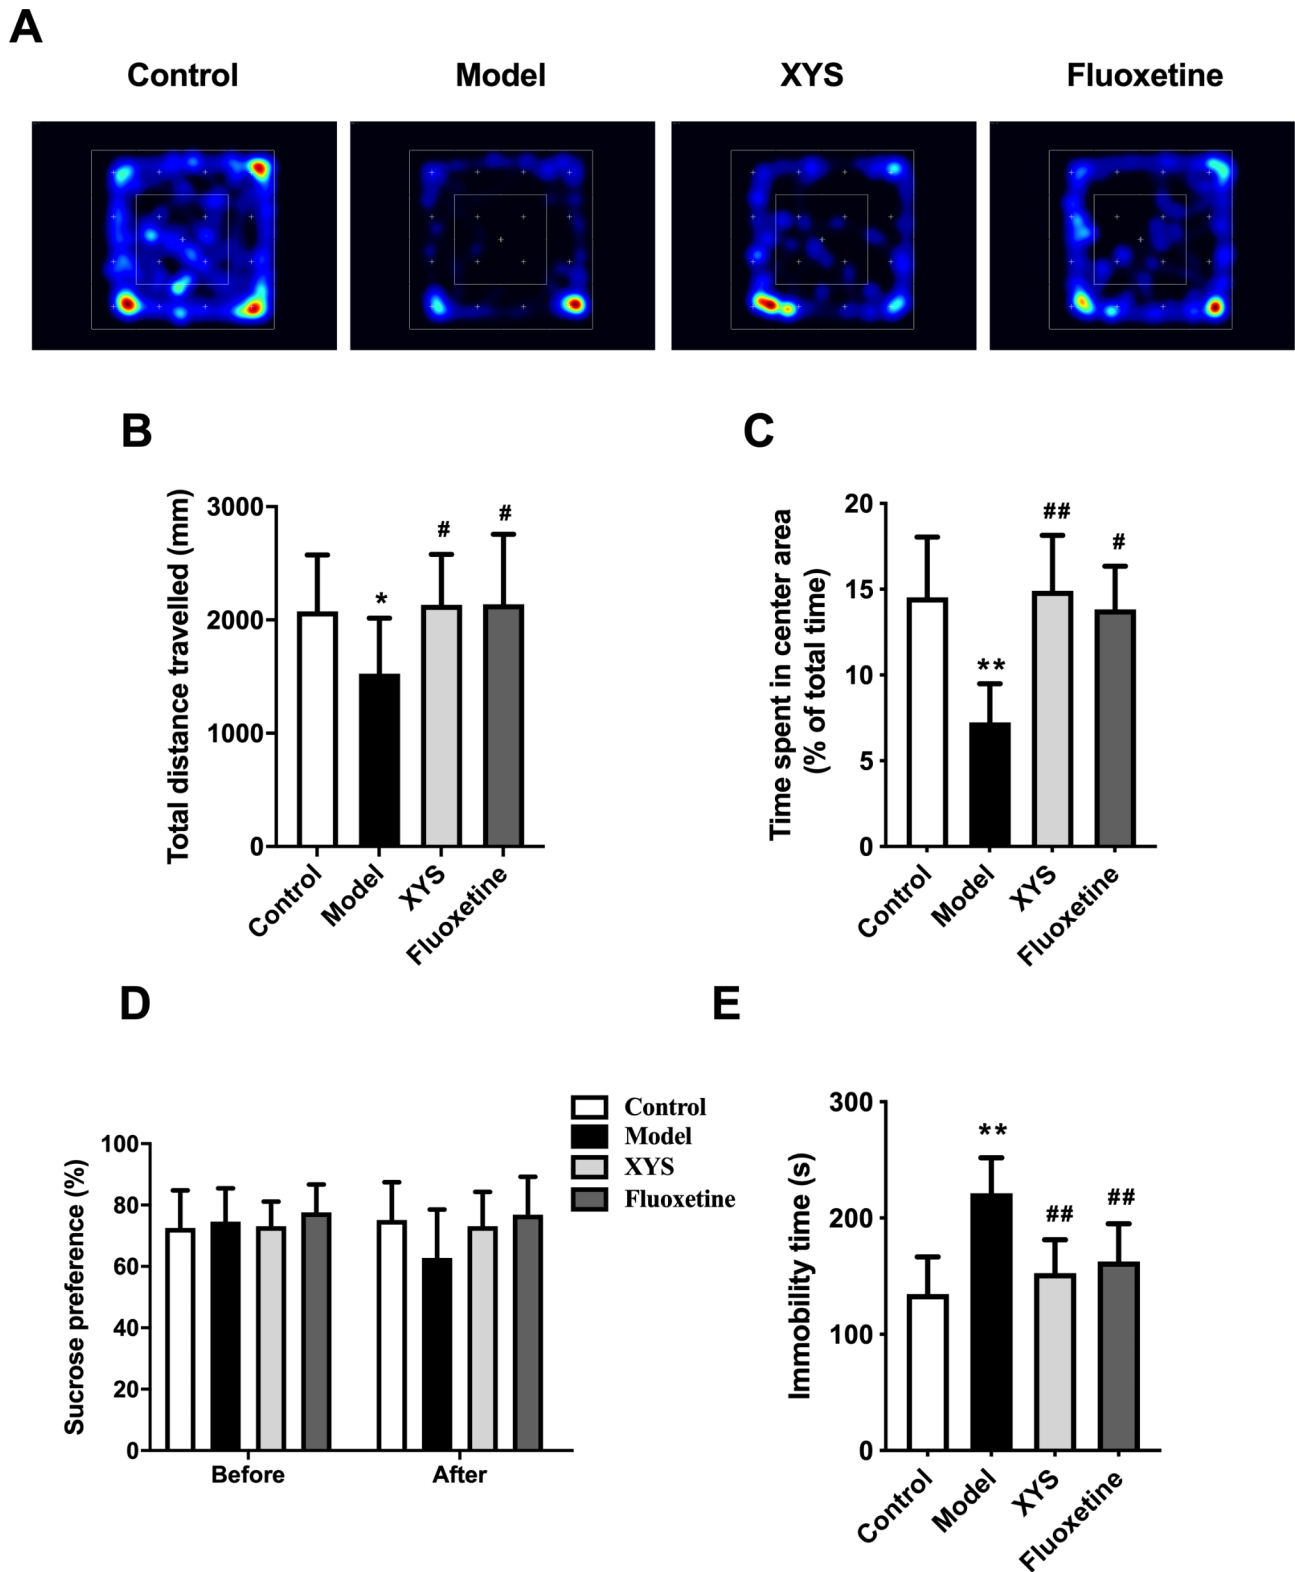 A
Control Model XYS Fluoxetine
B
Total distance travelled (mm)
3000
2000
1000
0
*
#
#
Control
Model
XYS
Fluoxetine
C
Time spent in center area
(% of total time)
20
15
10
5
0
**
##
#
Control
Model
XYS
Fluoxetine
D
Sucrose preference (%)
100
80
60
40
20
0
Before After
Control
Model
XYS
Fluoxetine
E
Immobility time (s)
300
200
100
0
**
##
##
Control
Model
XYS
Fluoxetine